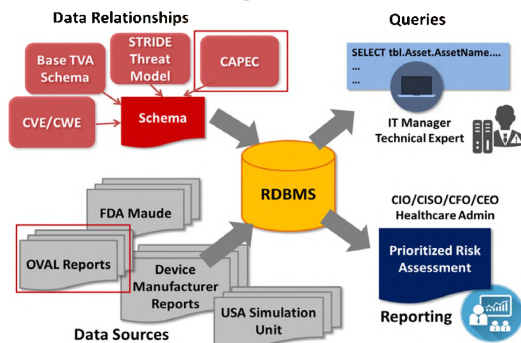 Data Relationships
STRIDE
Threat
Model
Base TVA
Schema
CAPEC
CVE/CWE
Schema
Queries
SELECT tbl.Asset.AssetName....
...
...
IT Manager
Technical Expert
RDBMS
FDA Maude
OVAL Reports
Device
Manufacturer
Reports
USA Simulation
Unit
Data Sources
CIO/CISO/CFO/CEO
Healthcare Admin
Prioritized Risk
Assessment
Reporting